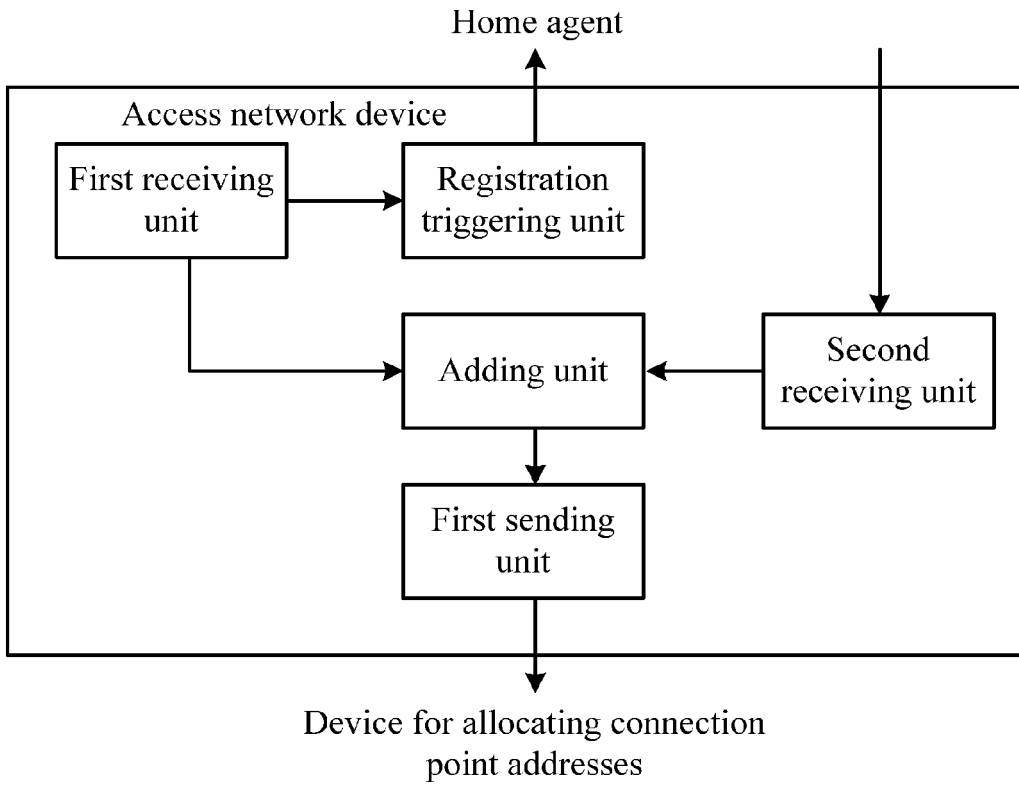 Home agent
Access network device
First receiving
unit
Registration
triggering unit
Adding unit
Second
receiving unit
First sending
unit
Device for allocating connection
point addresses